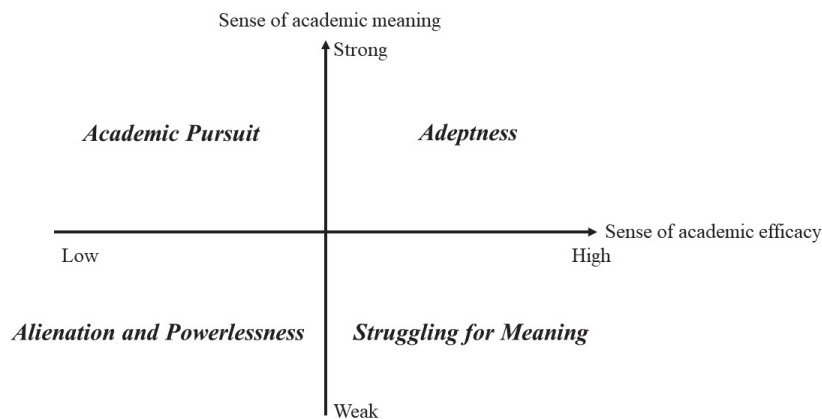 Sense of academic meaning
Strong
Academic Pursuit
Adeptness
Sense of academic efficacy
Low
High
Alienation and Powerlessness
Struggling for Meaning
Weak